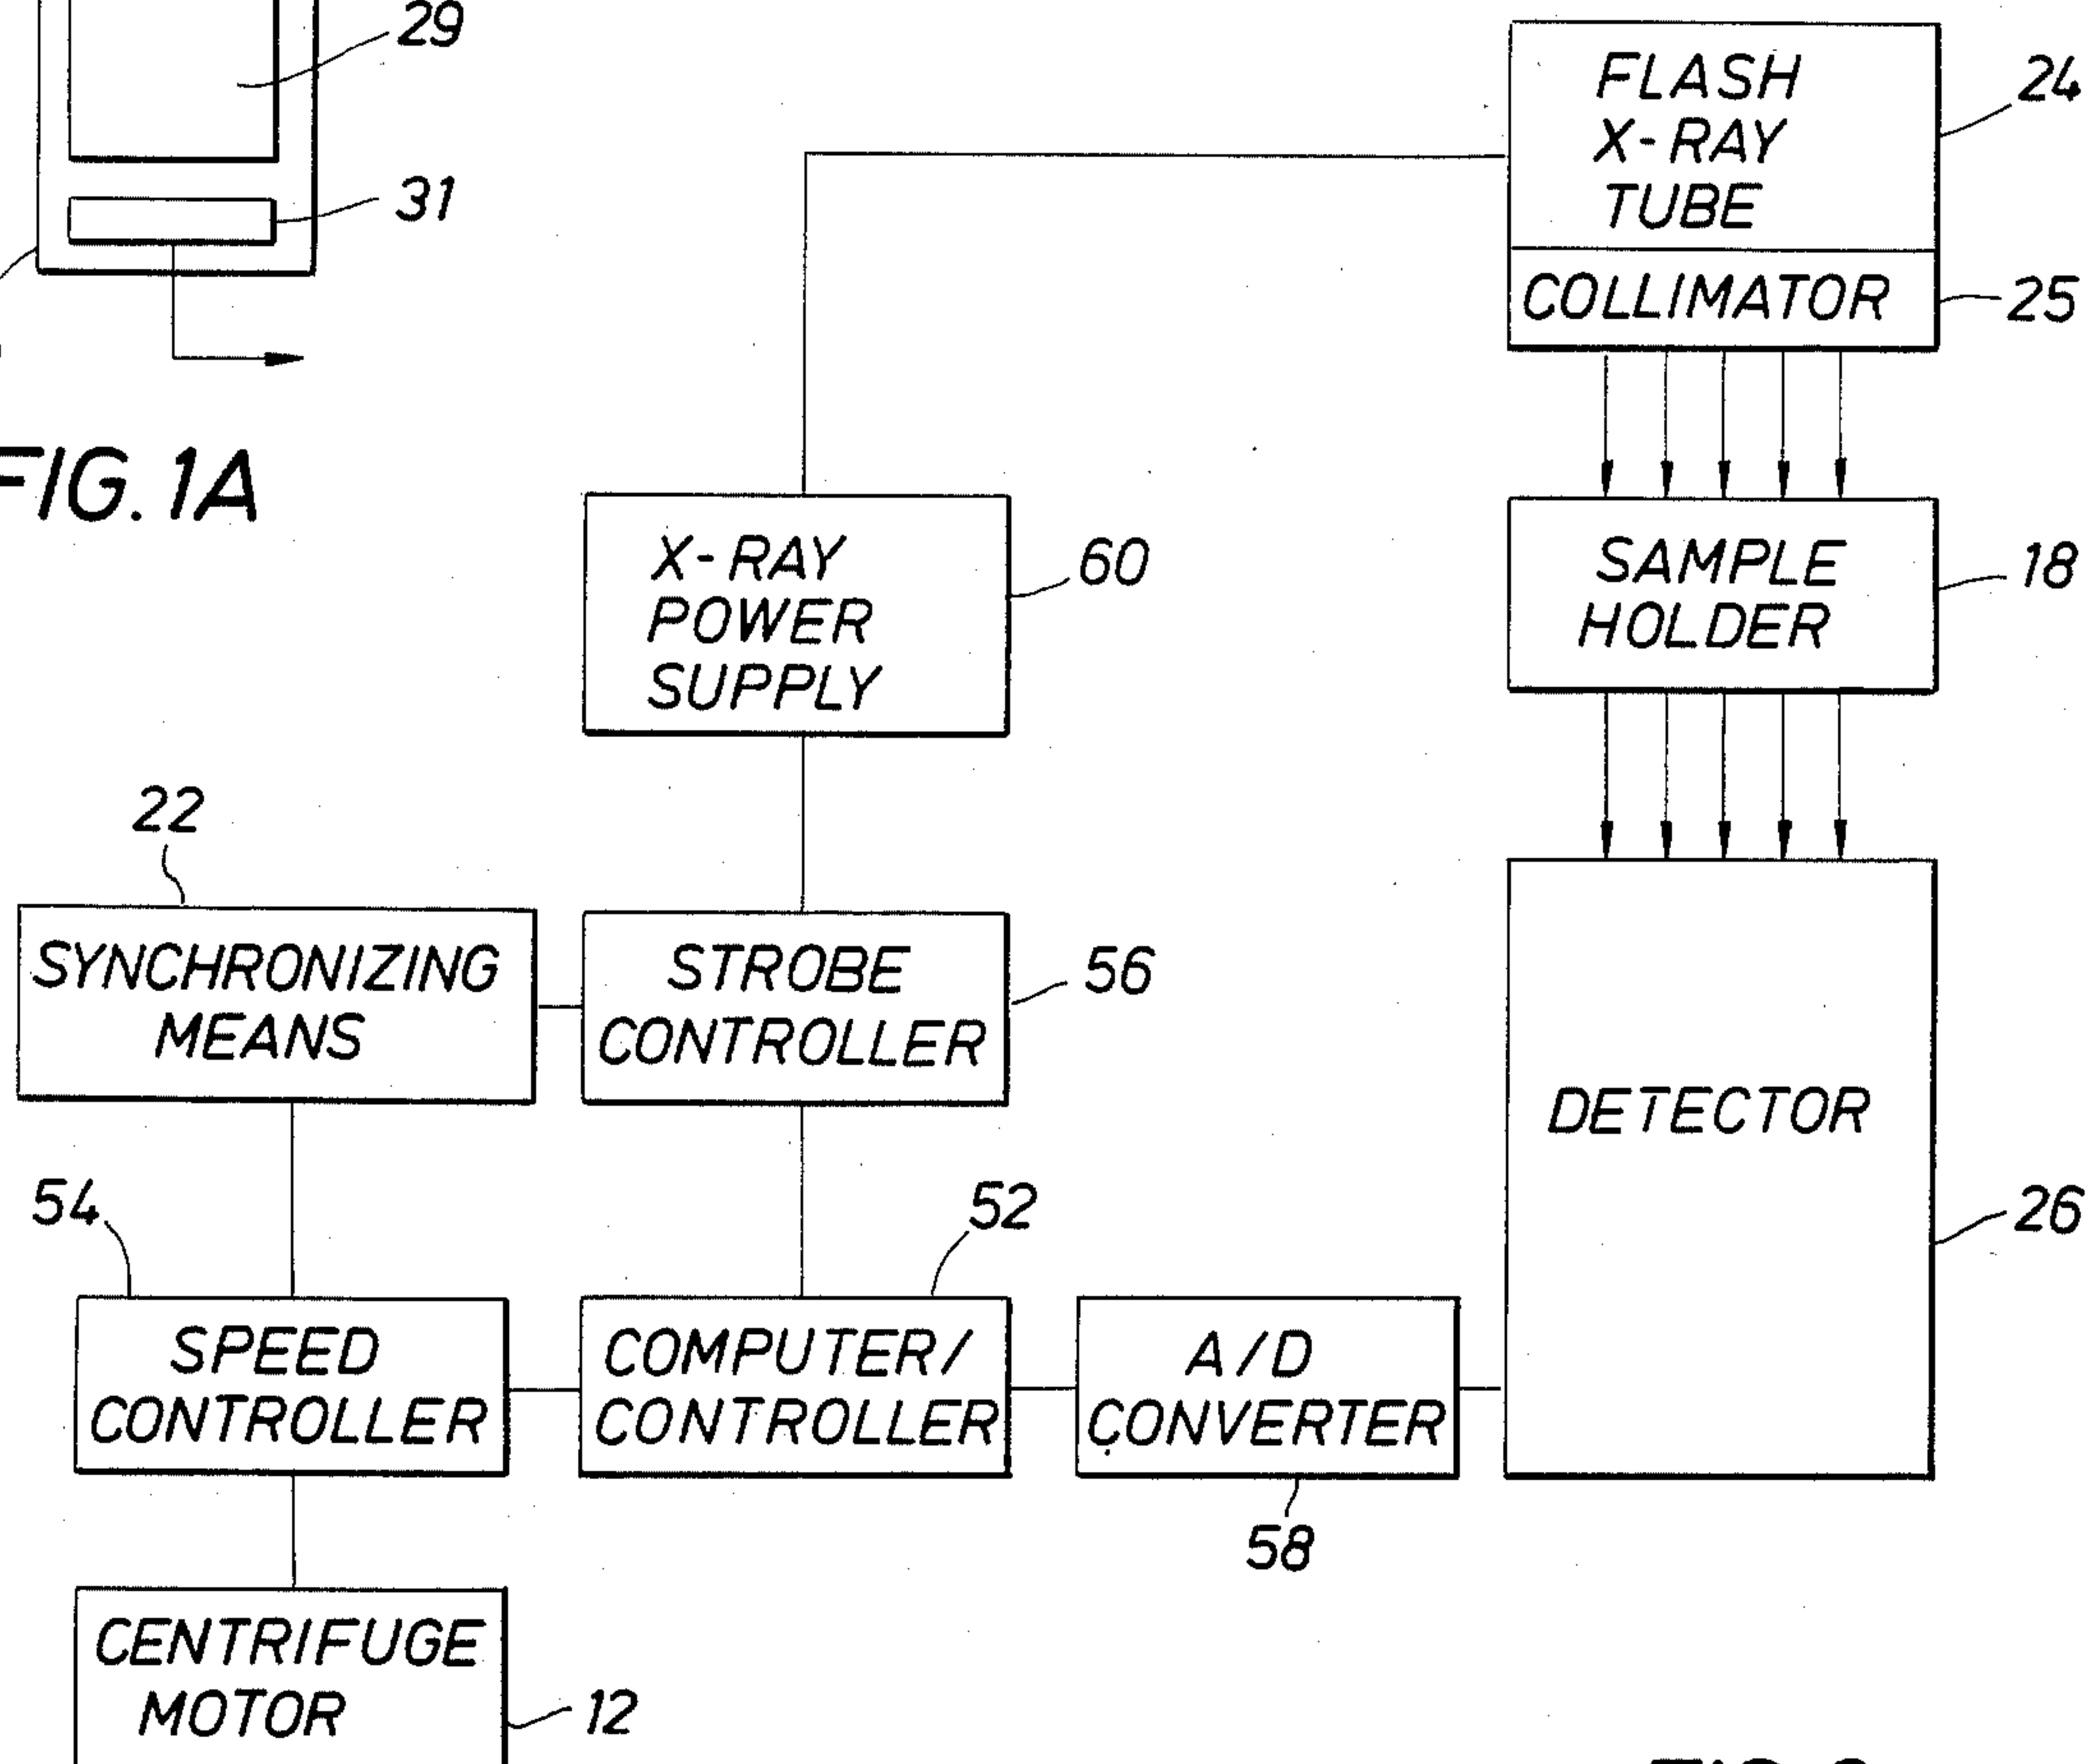 29
31
FIG. 1A
FLASH
X-RAY
TUBE
24
COLLIMATOR
25
X-RAY
POWER
SUPPLY
60
SAMPLE
HOLDER
18
22
SYNCHRONIZING
MEANS
STROBE
CONTROLLER
56
DETECTOR
26
54
SPEED
CONTROLLER
52
COMPUTER/
CONTROLLER
A/D
CONVERTER
58
CENTRIFUGE
MOTOR
12